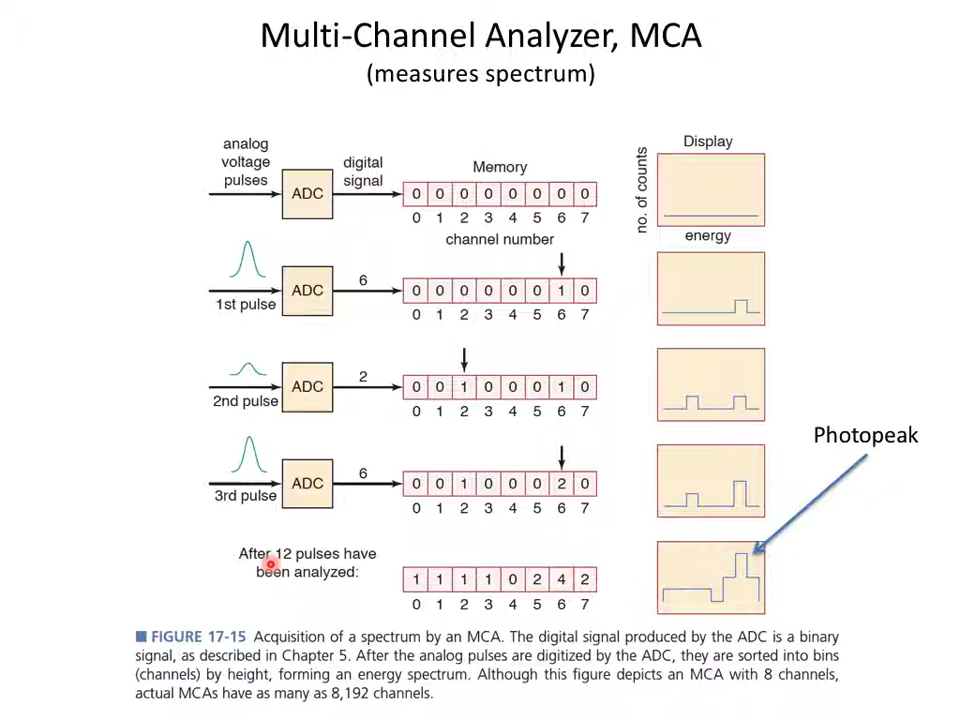 Multi-Channel Analyzer, MCA
(measures spectrum)
analog
voltage
pulses
ADC
digital
signal
Memory
0 0 0 0 0 0 0 0
0 1 2 3 4 5 6 7
channel number
Display
no. of counts
energy
1st pulse
ADC
6
0 0 0 0 0 0 1 0
0 1 2 3 4 5 6 7
2nd pulse
ADC
2
0 0 1 0 0 0 1 0
0 1 2 3 4 5 6 7
Photopeak
3rd pulse
ADC
6
0 0 1 0 0 0 2 0
0 1 2 3 4 5 6 7
After 12 pulses have
been analyzed:
1 1 1 1 0 2 4 2
0 1 2 3 4 5 6 7
■ FIGURE 17-15 Acquisition of a spectrum by an MCA. The digital signal produced by the ADC is a binary
signal, as described in Chapter 5. After the analog pulses are digitized by the ADC, they are sorted into bins
(channels) by height, forming an energy spectrum. Although this figure depicts an MCA with 8 channels,
actual MCAs have as many as 8,192 channels.